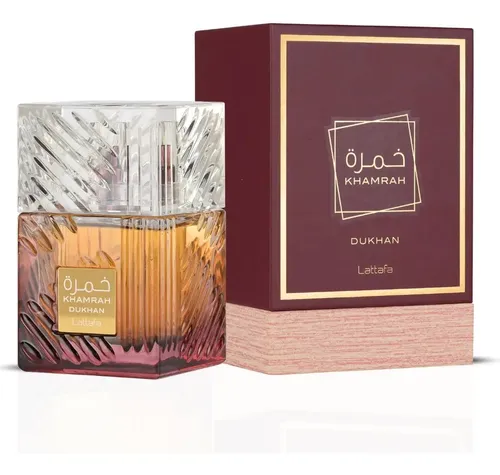 خمرة
KHAMRAH
DUKHAN
Lattafa
خمرة
KHAMRAH
DUKHAN
Lattafa